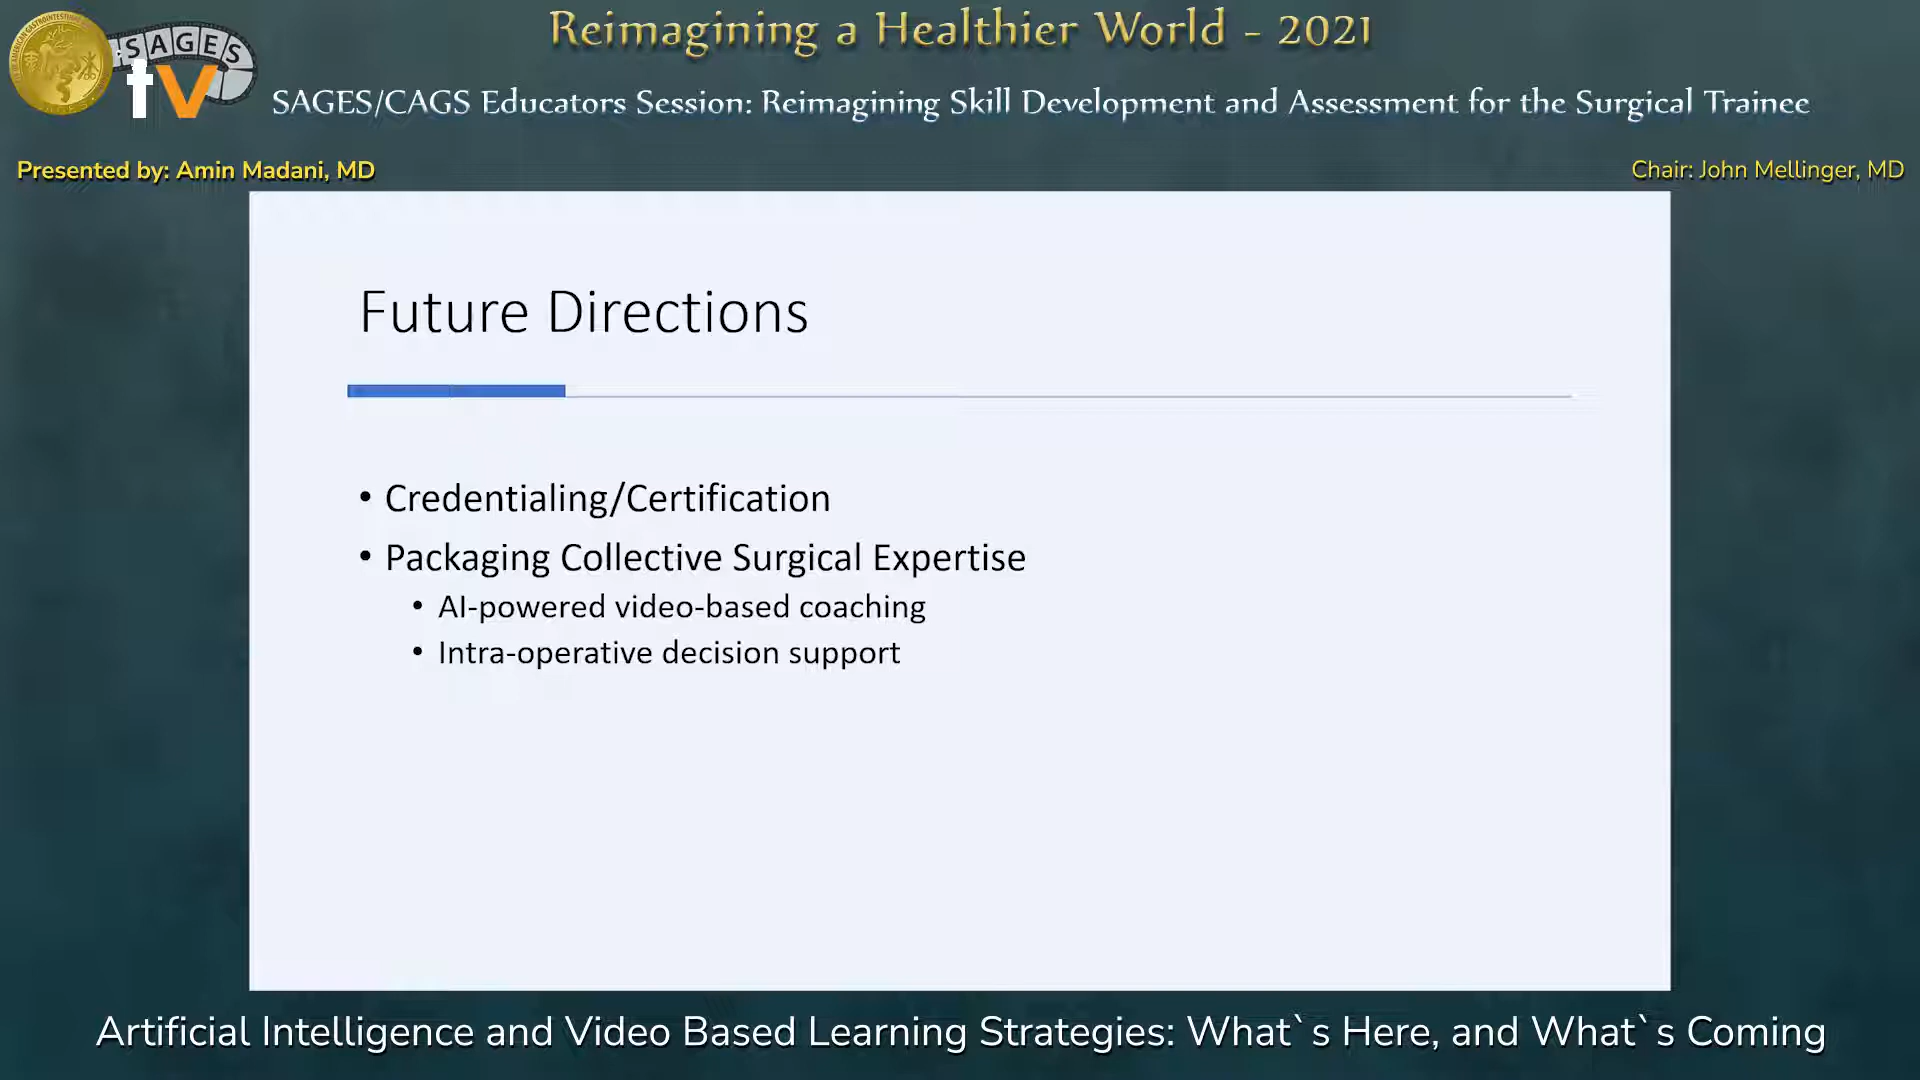 Reimagining a Healthier World - 2021
SAGES
tv
SAGES/CAGS Educators Session: Reimagining Skill Development and Assessment for the Surgical Trainee
Presented by: Amin Madani, MD
Chair: John Mellinger, MD
Future Directions
• Credentialing/Certification
• Packaging Collective Surgical Expertise
• AI-powered video-based coaching
• Intra-operative decision support
Artificial Intelligence and Video Based Learning Strategies: What`s Here, and What`s Coming